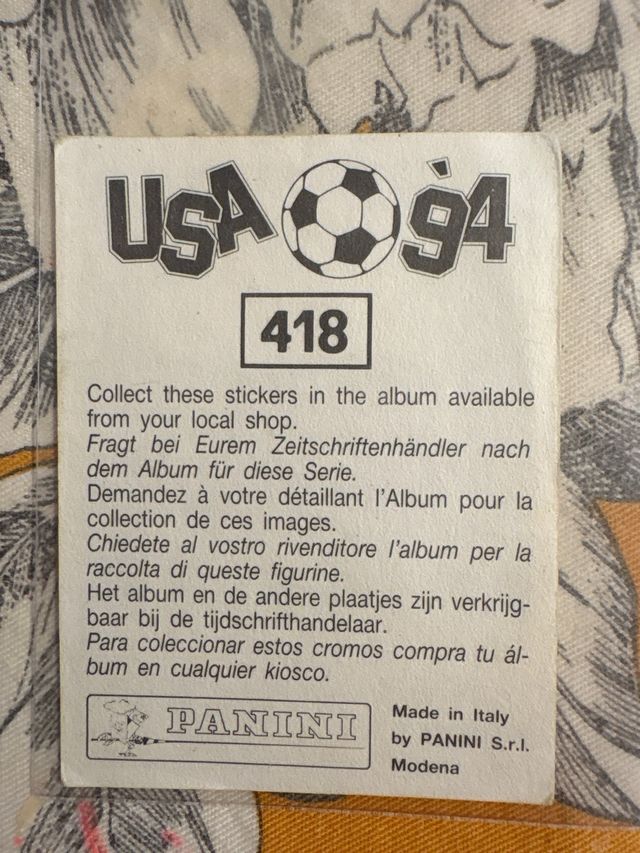 USA '94
418
Collect these stickers in the album available
from your local shop.
Fragt bei Eurem Zeitschriftenhändler nach
dem Album für diese Serie.
Demandez à votre détaillant l'Album pour la
collection de ces images.
Chiedete al vostro rivenditore l'album per la
raccolta di queste figurine.
Het album en de andere plaatjes zijn verkrijg-
baar bij de tijdschrifthandelaar.
Para coleccionar estos cromos compra tu ál-
bum en cualquier kiosco.
PANINI
Made in Italy
by PANINI S.r.l.
Modena